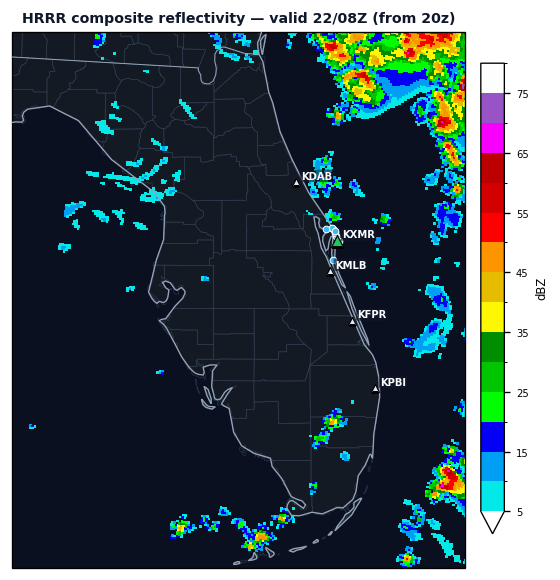 HRRR composite reflectivity — valid 22/08Z (from 20z)
KDAB
KXMR
KMLB
KFPR
KPBI
75
65
55
45
35
25
15
5
dBZ